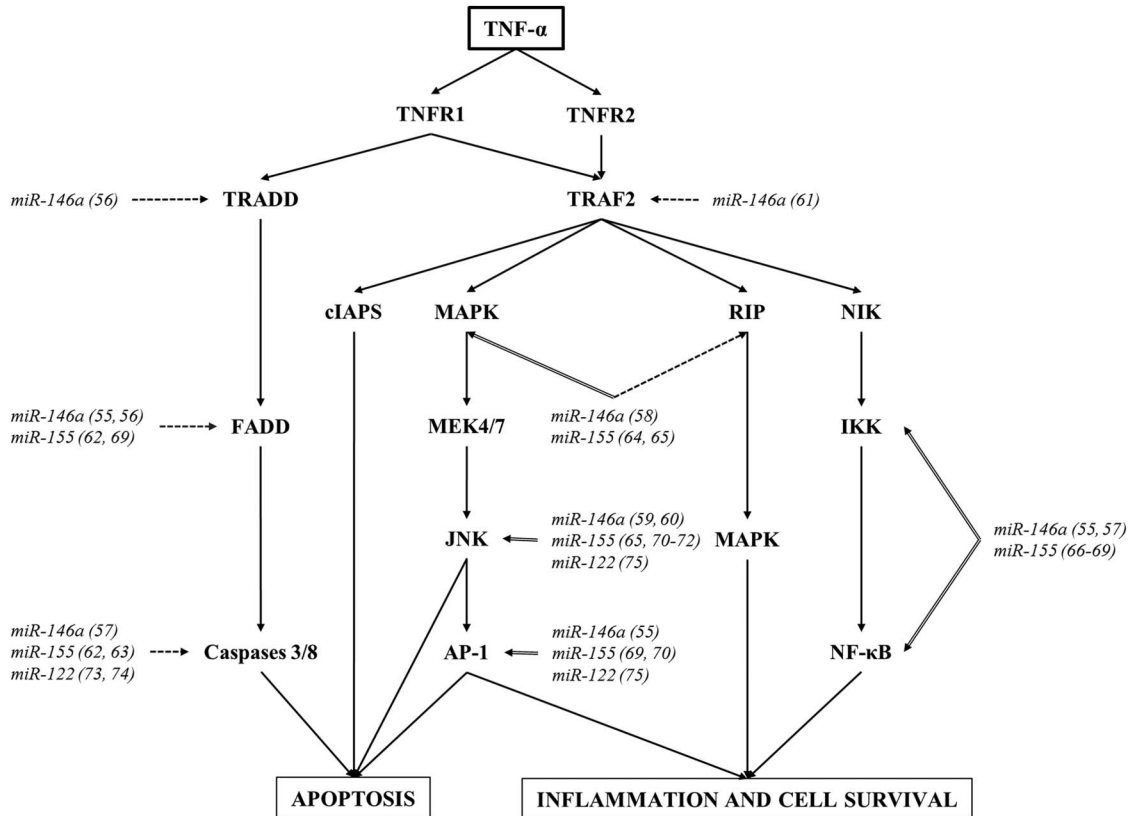 TNF-α
TNFR1
TNFR2
miR-146a (56)
TRADD
TRAF2
miR-146a (61)
cIAPS
MAPK
RIP
NIK
miR-146a (55, 56)
miR-155 (62, 69)
FADD
MEK4/7
miR-146a (58)
miR-155 (64, 65)
IKK
JNK
miR-146a (59, 60)
miR-155 (65, 70-72)
miR-122 (75)
MAPK
miR-146a (55, 57)
miR-155 (66-69)
miR-146a (57)
miR-155 (62, 63)
miR-122 (73, 74)
Caspases 3/8
AP-1
miR-146a (55)
miR-155 (69, 70)
miR-122 (75)
NF-κB
APOPTOSIS
INFLAMMATION AND CELL SURVIVAL